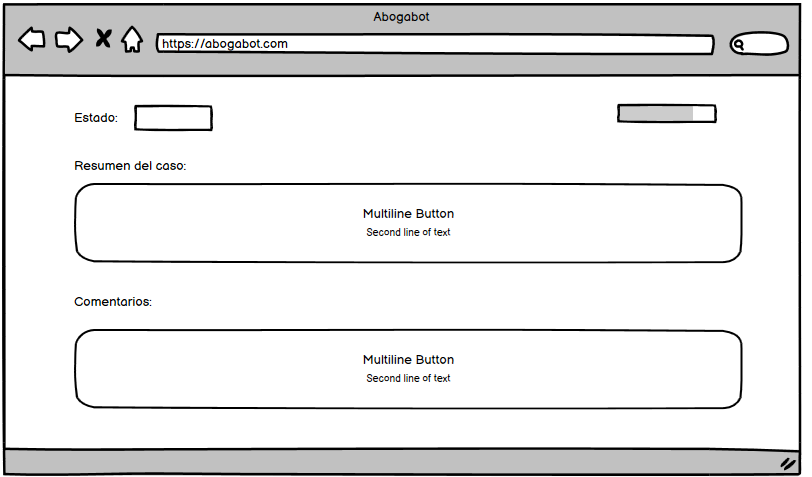 Abogabot
https://abogabot.com
Estado:
Resumen del caso:
Multiline Button
Second line of text
Comentarios:
Multiline Button
Second line of text